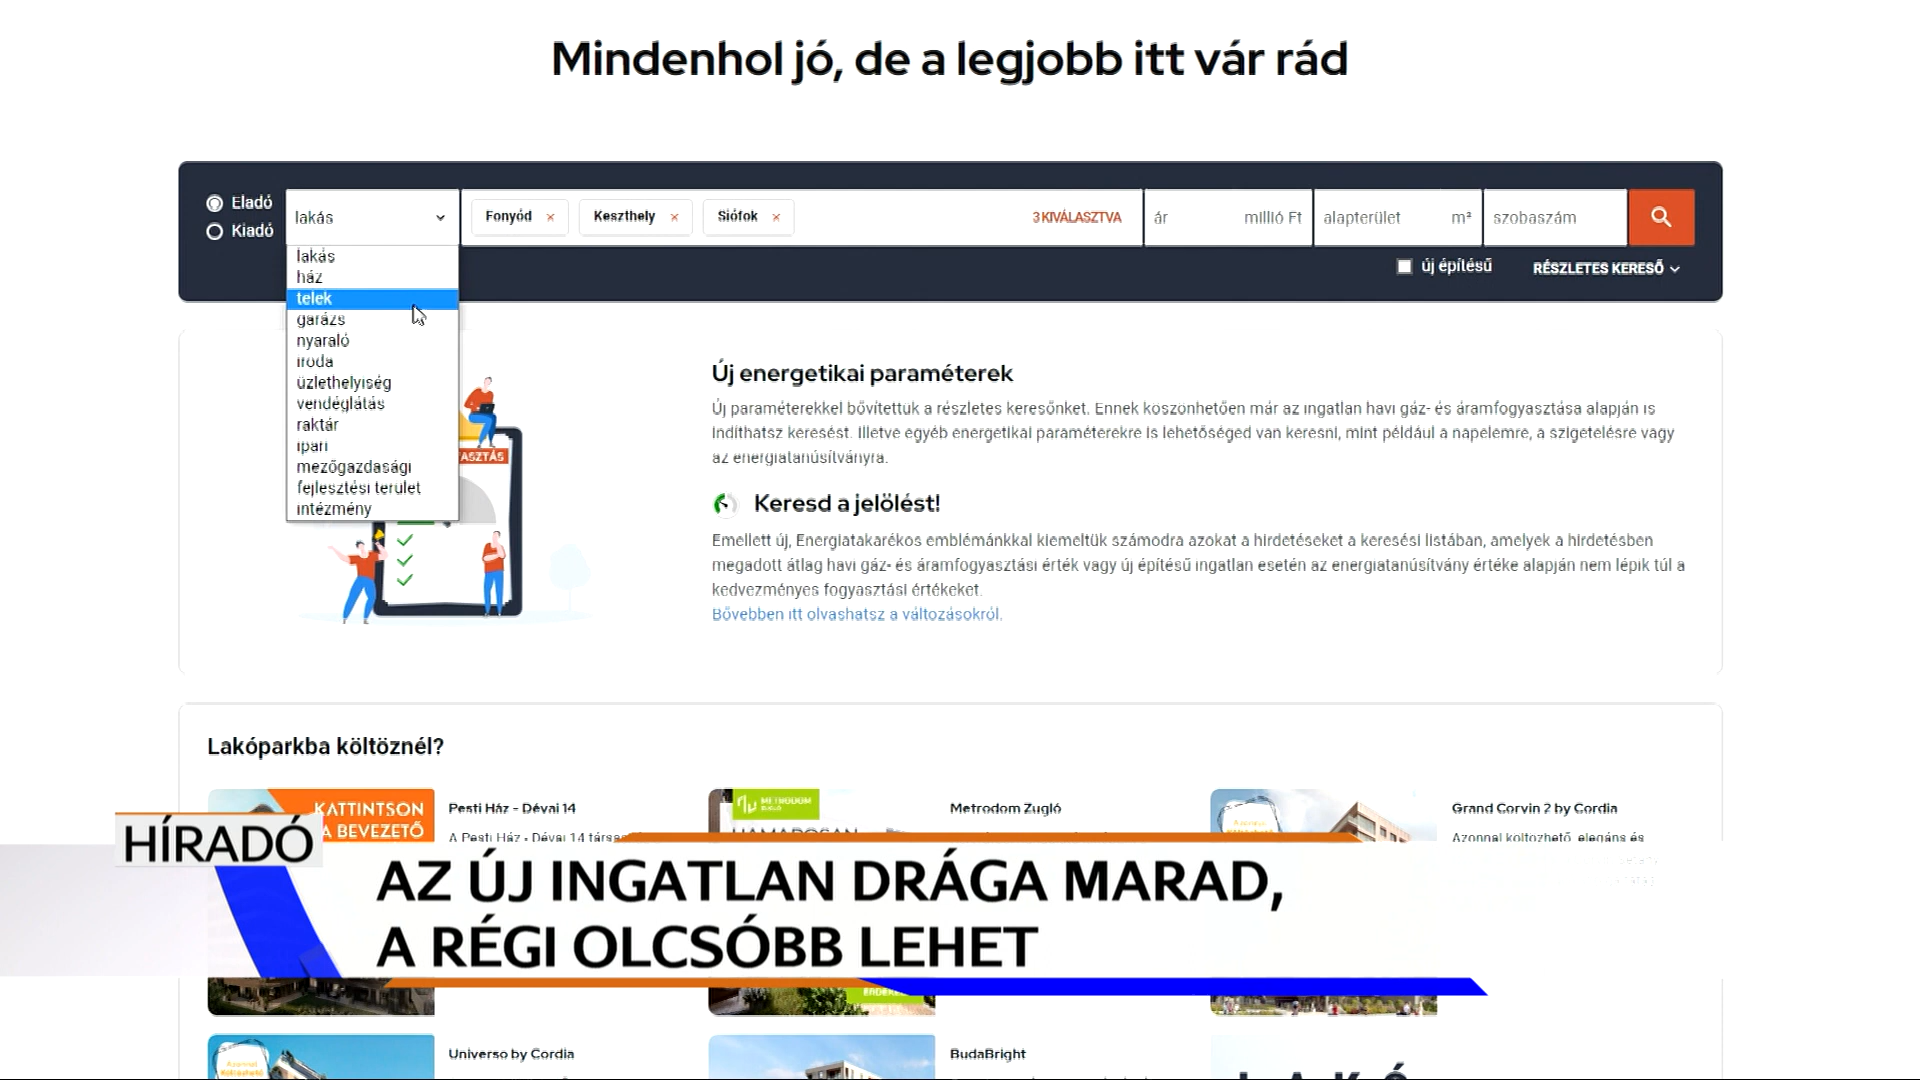 Mindenhol jó, de a legjobb itt vár rád
Eladó
Kiadó
lakás
Fonyód × Keszthely × Siófok ×
3 KIVÁLASZTVA
ár millió Ft
alapterület m²
szobaszám
új építésű
RÉSZLETES KERESŐ
lakás
ház
telek
garázs
nyaraló
iroda
üzlethelyiség
vendéglátás
raktár
ipari
mezőgazdasági
fejlesztési terület
intézmény
Új energetikai paraméterek
Új paraméterekkel bővítettük a részletes keresőnket. Ennek köszönhetően már az ingatlan havi gáz- és áramfogyasztása alapján is
indíthatsz keresést. Illetve egyéb energetikai paraméterekre is lehetőséged van keresni, mint például a napelemre, a szigetelésre vagy
az energiatanúsítványra.
Keresd a jelölést!
Emellett új, Energiatakarékos emblémánkkal kiemeltük számodra azokat a hirdetéseket a keresési listában, amelyek a hirdetésben
megadott átlag havi gáz- és áramfogyasztási érték vagy új építésű ingatlan esetén az energiatanúsítvány értéke alapján nem lépik túl a
kedvezményes fogyasztási értékeket.
Bővebben itt olvashatsz a változásokról.
Lakóparkba költöznél?
KATTINTSON
A BEVEZETŐ
Pesti Ház - Dévai 14
A Pesti Ház - Dévai 14
METRODOM
Metrodom Zugló
Grand Corvin 2 by Cordia
Azonnal költözhető, elegáns és
HÍRADÓ
AZ ÚJ INGATLAN DRÁGA MARAD,
A RÉGI OLCSÓBB LEHET
Azonnal
Költözhető
Universo by Cordia
BudaBright